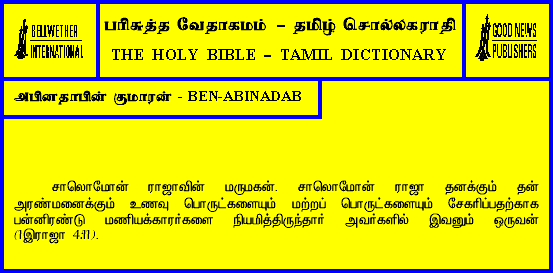 BELLWETHER
INTERNATIONAL
பரிசுத்த வேதாகமம் – தமிழ் சொல்லகராதி
THE HOLY BIBLE – TAMIL DICTIONARY
GOOD NEWS
PUBLISHERS
அபினதாபின் குமாரன் - BEN-ABINADAB
சாலொமோன் ராஜாவின் மருமகன். சாலொமோன் ராஜா தனக்கும் தன்
அரண்மனைக்கும் உணவு பொருட்களையும் மற்றப் பொருட்களையும் சேகரிப்பதற்காக
பன்னிரண்டு மணியக்காரர்களை நியமித்திருந்தார் அவர்களில் இவனும் ஒருவன்
(1இராஜா 4:11).